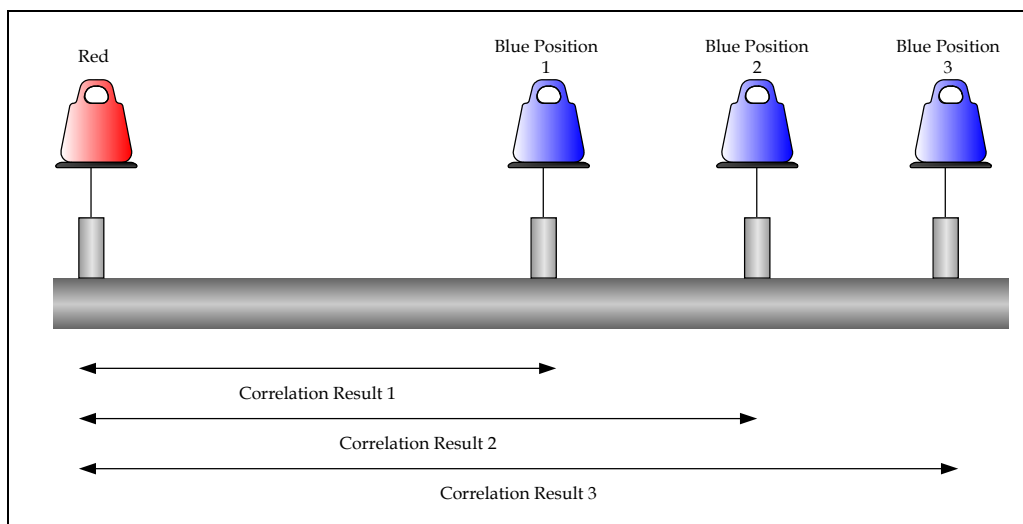 Red
Blue Position
1
Blue Position
2
Blue Position
3
Correlation Result 1
Correlation Result 2
Correlation Result 3